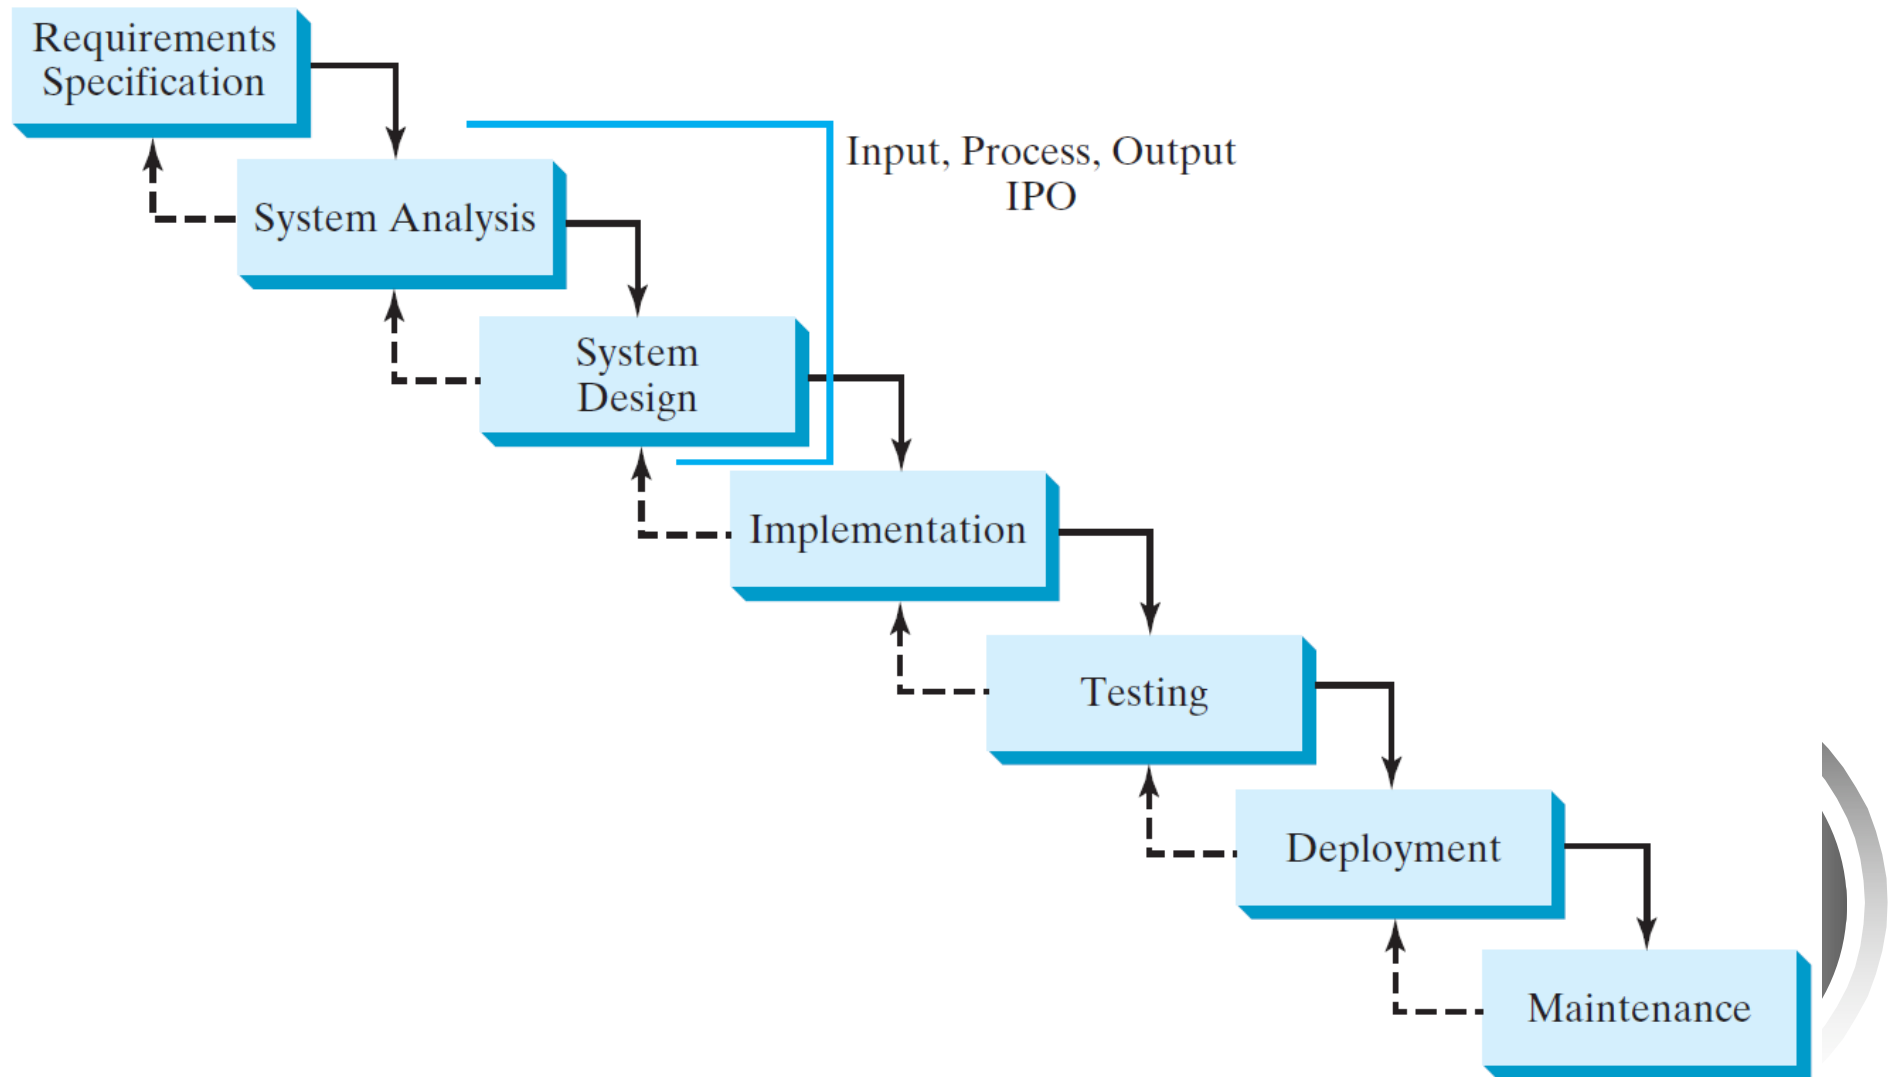 Requirements
Specification
Input, Process, Output
IPO
System Analysis
System
Design
Implementation
Testing
Deployment
Maintenance